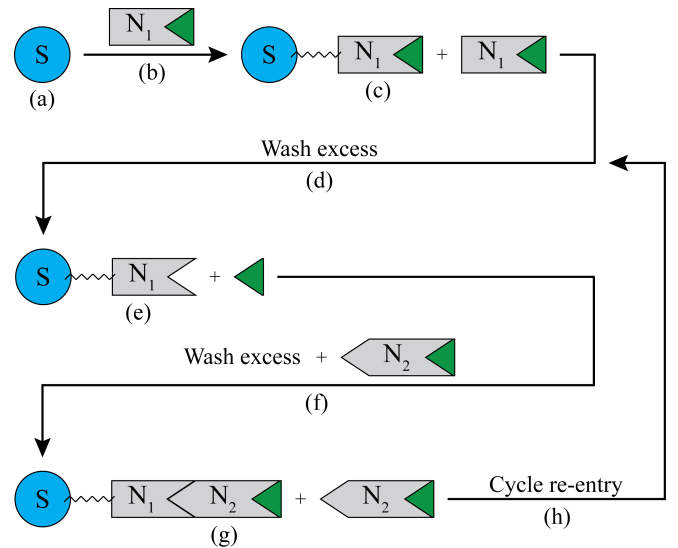 N₁
S
(a)
(b)
S N₁ + N₁
(c)
Wash excess
(d)
S N₁ +
(e)
Wash excess + N₂
(f)
S N₁ N₂ + N₂
(g)
Cycle re-entry
(h)